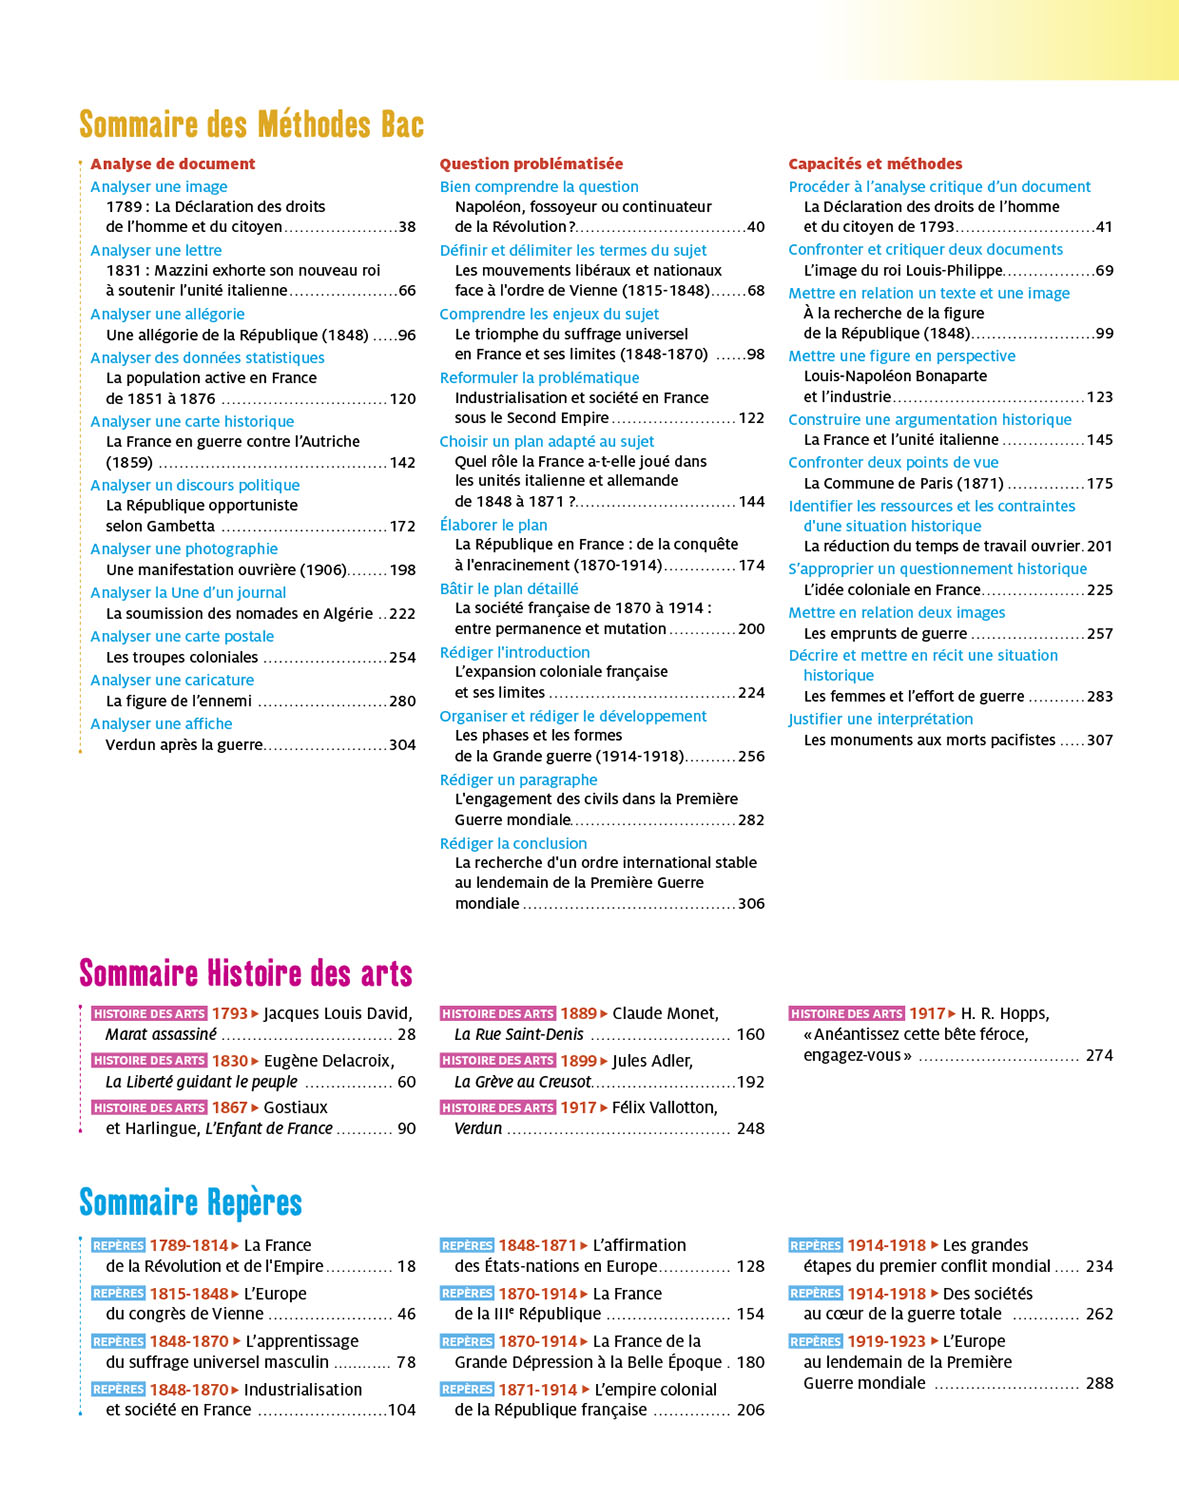 Sommaire des Méthodes Bac
Analyse de document
Analyser une image
1789 : La Déclaration des droits
de l’homme et du citoyen......................38
Analyser une lettre
1831 : Mazzini exhorte son nouveau roi
à soutenir l’unité italienne.....................66
Analyser une allégorie
Une allégorie de la République (1848) .....96
Analyser des données statistiques
La population active en France
de 1851 à 1876 ................................120
Analyser une carte historique
La France en guerre contre l’Autriche
(1859) ............................................142
Analyser un discours politique
La République opportuniste
selon Gambetta ................................172
Analyser une photographie
Une manifestation ouvrière (1906)........198
Analyser la Une d’un journal
La soumission des nomades en Algérie ..222
Analyser une carte postale
Les troupes coloniales ........................254
Analyser une caricature
La figure de l’ennemi .........................280
Analyser une affiche
Verdun après la guerre........................304
Question problématisée
Bien comprendre la question
Napoléon, fossoyeur ou continuateur
de la Révolution ?.................................40
Définir et délimiter les termes du sujet
Les mouvements libéraux et nationaux
face à l'ordre de Vienne (1815-1848).......68
Comprendre les enjeux du sujet
Le triomphe du suffrage universel
en France et ses limites (1848-1870) ......98
Reformuler la problématique
Industrialisation et société en France
sous le Second Empire........................122
Choisir un plan adapté au sujet
Quel rôle la France a-t-elle joué dans
les unités italienne et allemande
de 1848 à 1871 ?...............................144
Élaborer le plan
La République en France : de la conquête
à l'enracinement (1870-1914)..............174
Bâtir le plan détaillé
La société française de 1870 à 1914 :
entre permanence et mutation.............200
Rédiger l'introduction
L’expansion coloniale française
et ses limites ....................................224
Organiser et rédiger le développement
Les phases et les formes
de la Grande guerre (1914-1918)..........256
Rédiger un paragraphe
L'engagement des civils dans la Première
Guerre mondiale................................282
Rédiger la conclusion
La recherche d'un ordre international stable
au lendemain de la Première Guerre
mondiale .........................................306
Capacités et méthodes
Procéder à l’analyse critique d’un document
La Déclaration des droits de l’homme
et du citoyen de 1793...........................41
Confronter et critiquer deux documents
L’image du roi Louis-Philippe..................69
Mettre en relation un texte et une image
À la recherche de la figure
de la République (1848)........................99
Mettre une figure en perspective
Louis-Napoléon Bonaparte
et l’industrie.....................................123
Construire une argumentation historique
La France et l’unité italienne ................145
Confronter deux points de vue
La Commune de Paris (1871) ...............175
Identifier les ressources et les contraintes
d'une situation historique
La réduction du temps de travail ouvrier.201
S’approprier un questionnement historique
L’idée coloniale en France....................225
Mettre en relation deux images
Les emprunts de guerre ......................257
Décrire et mettre en récit une situation
historique
Les femmes et l’effort de guerre ...........283
Justifier une interprétation
Les monuments aux morts pacifistes .....307
Sommaire Histoire des arts
HISTOIRE DES ARTS 1793 ▸ Jacques Louis David,
Marat assassiné ................................. 28
HISTOIRE DES ARTS 1830 ▸ Eugène Delacroix,
La Liberté guidant le peuple ................. 60
HISTOIRE DES ARTS 1867 ▸ Gostiaux
et Harlingue, L’Enfant de France ........... 90
HISTOIRE DES ARTS 1889 ▸ Claude Monet,
La Rue Saint-Denis ........................... 160
HISTOIRE DES ARTS 1899 ▸ Jules Adler,
La Grève au Creusot............................192
HISTOIRE DES ARTS 1917 ▸ Félix Vallotton,
Verdun ........................................... 248
HISTOIRE DES ARTS 1917 ▸ H. R. Hopps,
« Anéantissez cette bête féroce,
engagez-vous » ............................... 274
Sommaire Repères
REPÈRES 1789-1814 ▸ La France
de la Révolution et de l'Empire............. 18
REPÈRES 1815-1848 ▸ L’Europe
du congrès de Vienne ........................ 46
REPÈRES 1848-1870 ▸ L’apprentissage
du suffrage universel masculin ............ 78
REPÈRES 1848-1870 ▸ Industrialisation
et société en France .........................104
REPÈRES 1848-1871 ▸ L’affirmation
des États-nations en Europe.............. 128
REPÈRES 1870-1914 ▸ La France
de la IIIe République ........................ 154
REPÈRES 1870-1914 ▸ La France de la
Grande Dépression à la Belle Époque . 180
REPÈRES 1871-1914 ▸ L’empire colonial
de la République française ............... 206
REPÈRES 1914-1918 ▸ Les grandes
étapes du premier conflit mondial ..... 234
REPÈRES 1914-1918 ▸ Des sociétés
au cœur de la guerre totale ............. 262
REPÈRES 1919-1923 ▸ L’Europe
au lendemain de la Première
Guerre mondiale ............................ 288